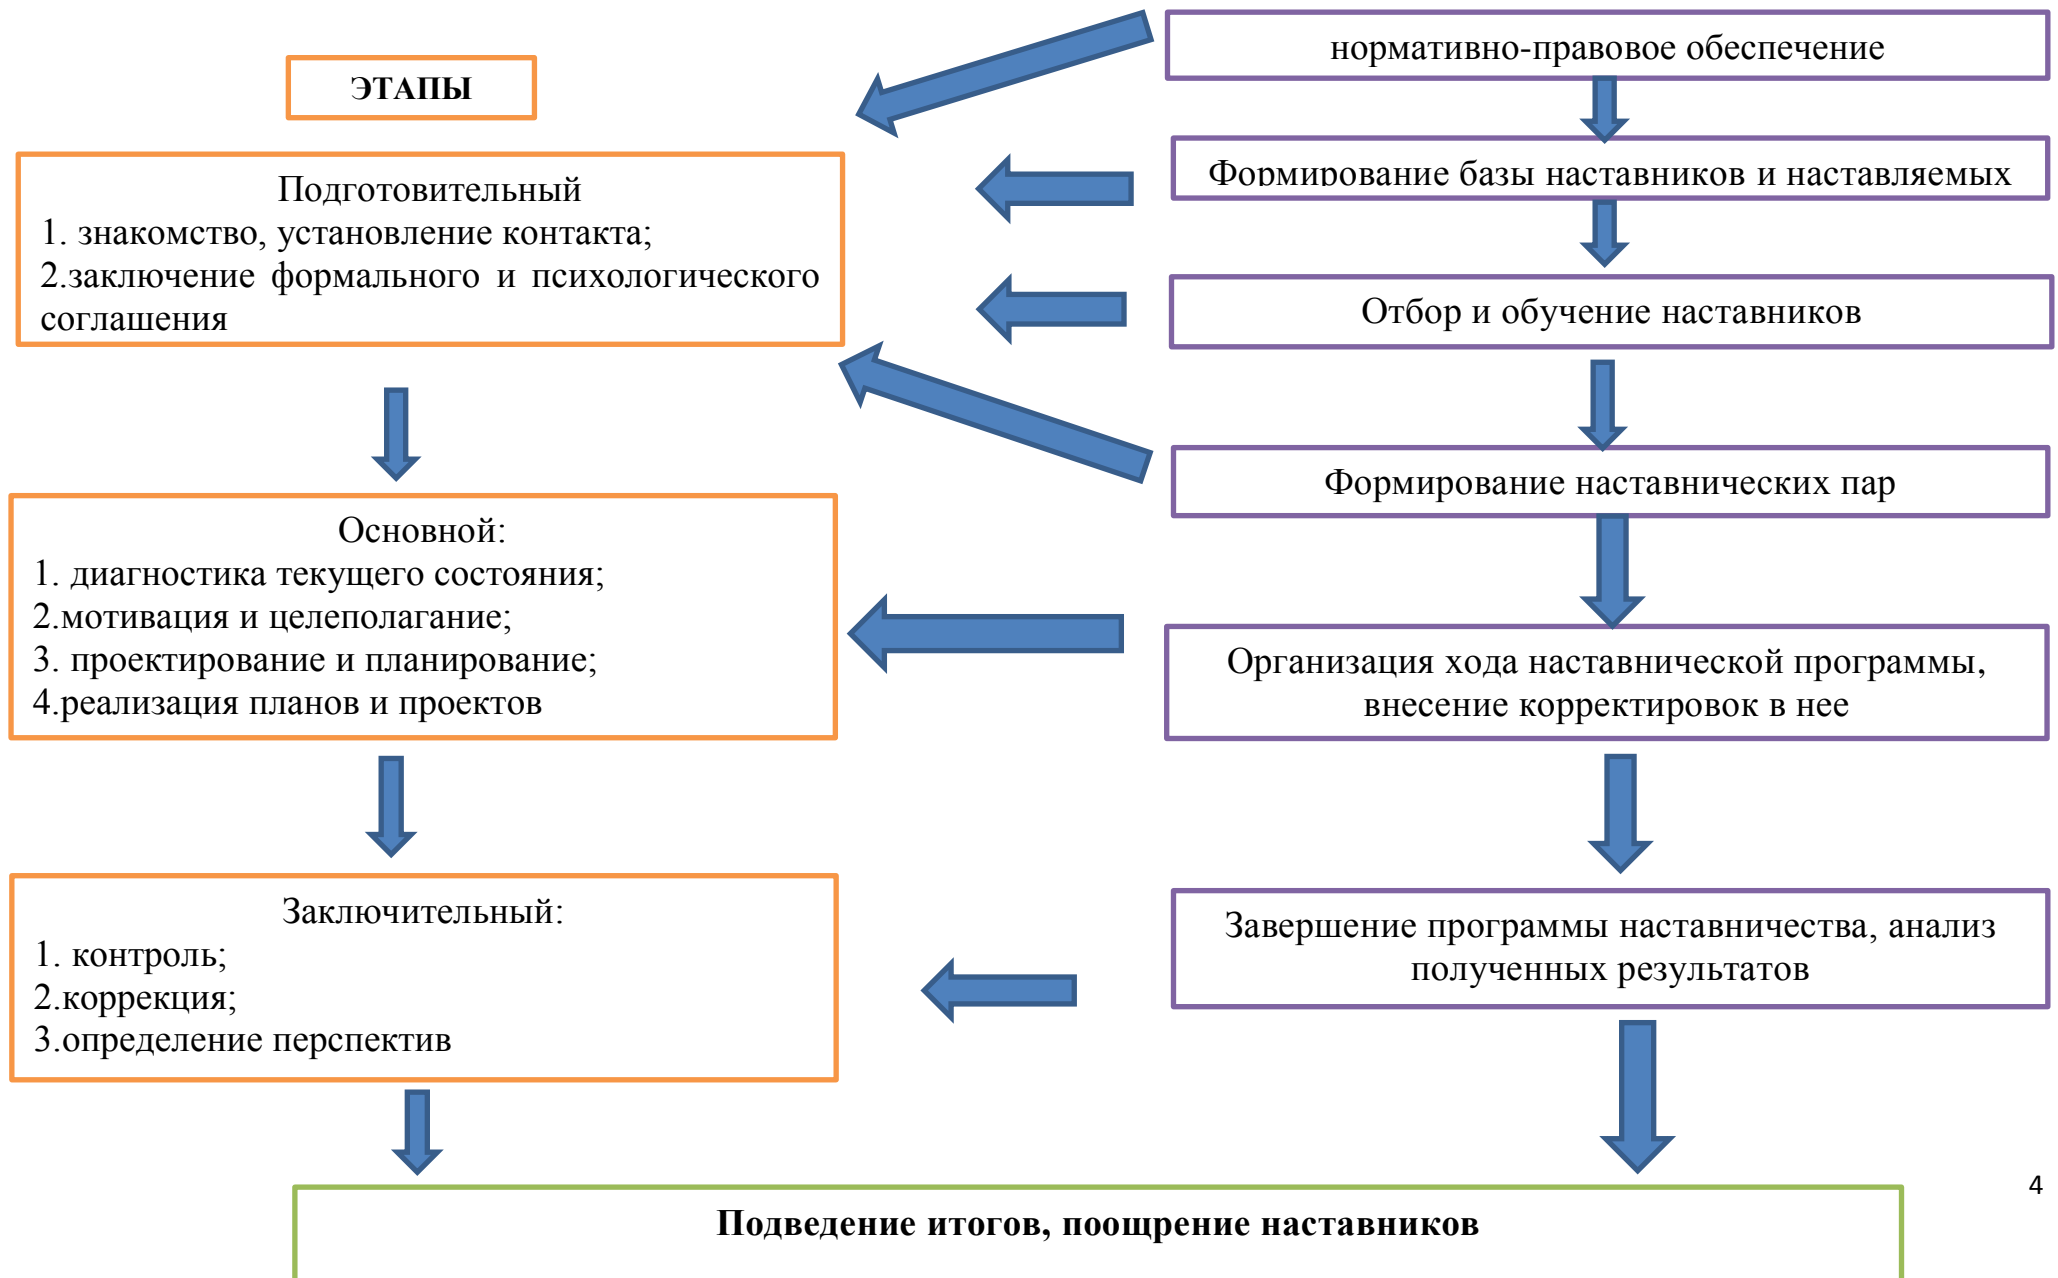 ЭТАПЫ
Подготовительный
1. знакомство, установление контакта;
2.заключение формального и психологического
соглашения
Основной:
1. диагностика текущего состояния;
2.мотивация и целеполагание;
3. проектирование и планирование;
4.реализация планов и проектов
Заключительный:
1. контроль;
2.коррекция;
3.определение перспектив
нормативно-правовое обеспечение
Формирование базы наставников и наставляемых
Отбор и обучение наставников
Формирование наставнических пар
Организация хода наставнической программы,
внесение корректировок в нее
Завершение программы наставничества, анализ
полученных результатов
4
Подведение итогов, поощрение наставников